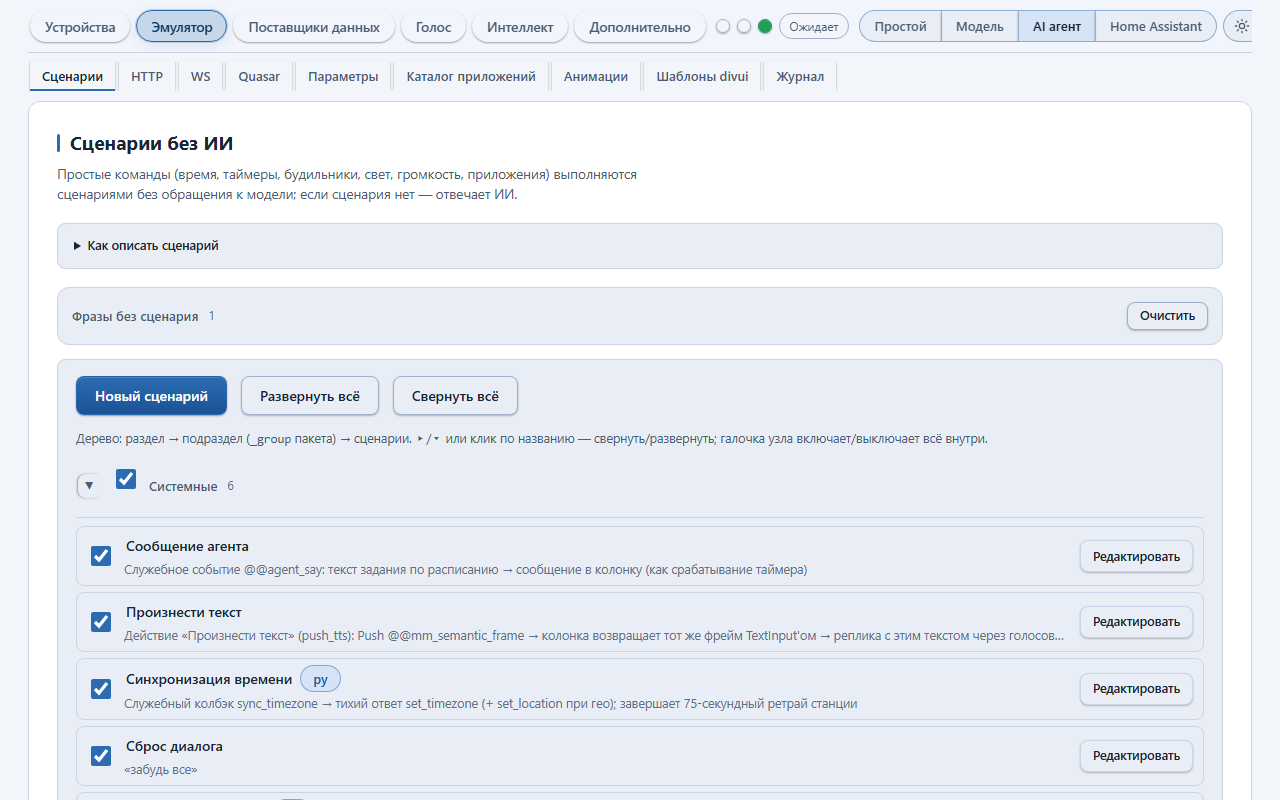 Устройства Эмулятор Поставщики данных Голос Интеллект Дополнительно Ожидает Простой Модель AI агент Home Assistant
Сценарии HTTP WS Quasar Параметры Каталог приложений Анимации Шаблоны divui Журнал
Сценарии без ИИ
Простые команды (время, таймеры, будильники, свет, громкость, приложения) выполняются
сценариями без обращения к модели; если сценария нет — отвечает ИИ.
▶ Как описать сценарий
Фразы без сценария 1 Очистить
Новый сценарий Развернуть всё Свернуть всё
Дерево: раздел → подраздел (_group пакета) → сценарии. ▸ / ▾ или клик по названию — свернуть/развернуть; галочка узла включает/выключает всё внутри.
▼ Системные 6
Сообщение агента
Служебное событие @@agent_say: текст задания по расписанию → сообщение в колонку (как срабатывание таймера)
Редактировать
Произнести текст
Действие «Произнести текст» (push_tts): Push @@mm_semantic_frame → колонка возвращает тот же фрейм TextInput'ом → реплика с этим текстом через голосов...
Редактировать
Синхронизация времени py
Служебный колбэк sync_timezone → тихий ответ set_timezone (+ set_location при гео); завершает 75-секундный ретрай станции
Редактировать
Сброс диалога
«забудь все»
Редактировать